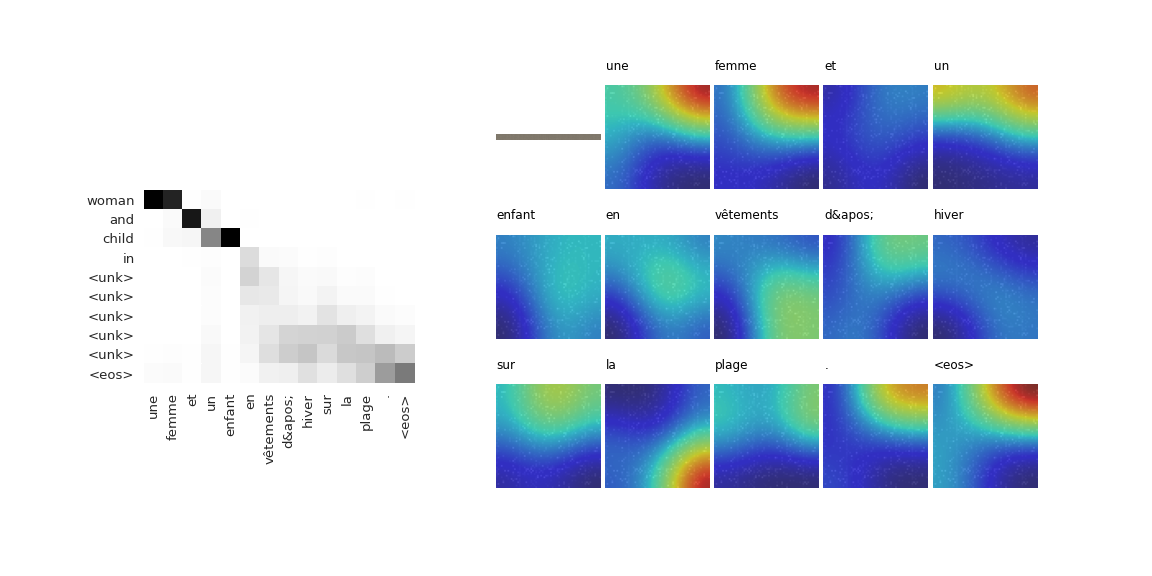 woman
and
child
in
<unk>
<unk>
<unk>
<unk>
<unk>
<eos>
une
femme
et
un
enfant
en
vêtements
d&apos;
hiver
sur
la
plage
.
<eos>
une femme et un
enfant en vêtements d&apos; hiver
sur la plage . <eos>